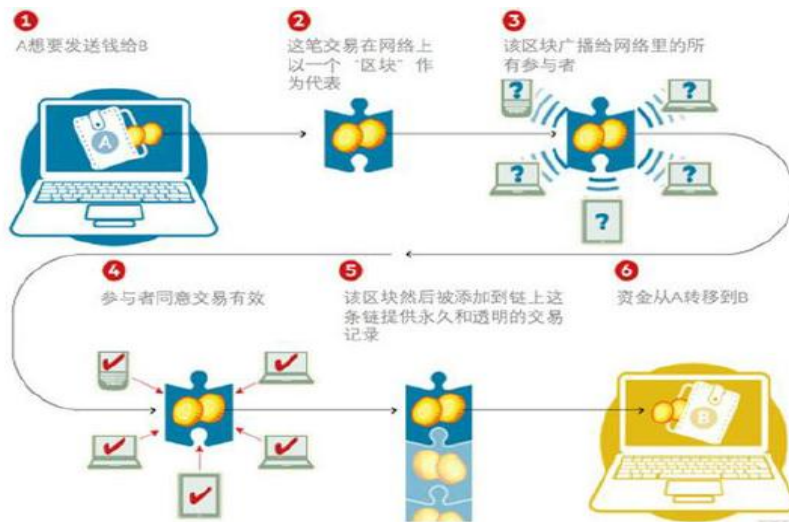 1
A想要发送钱给B
2
这笔交易在网络上
以一个“区块”作
为代表
3
该区块广播给网络里的所
有参与者
A
?
?
?
?
?
4
参与者同意交易有效
5
该区块然后被添加到链上这
条链提供永久和透明的交易
记录
6
资金从A转移到B
B